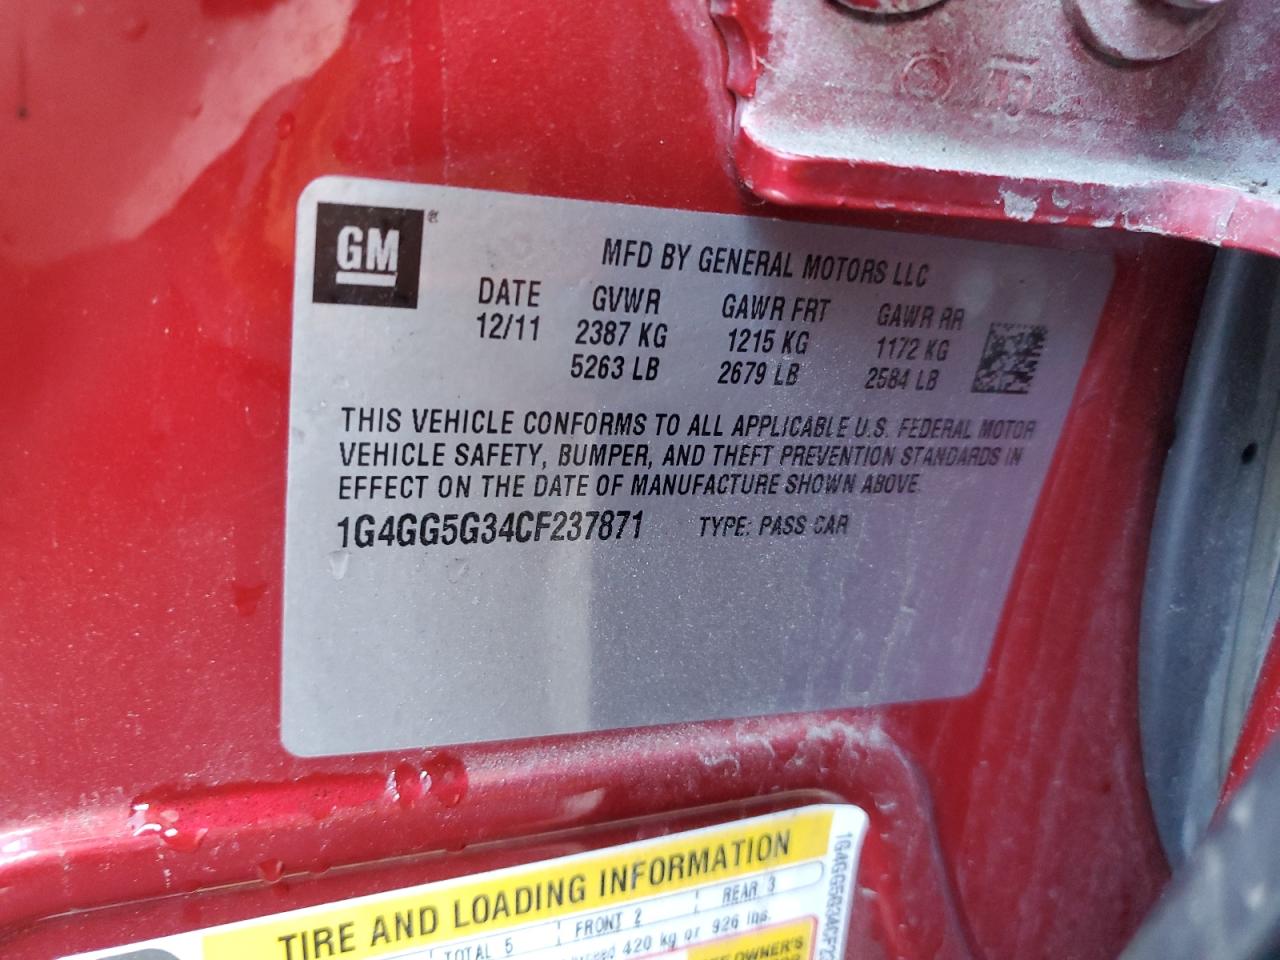 GM®
MFD BY GENERAL MOTORS LLC
DATE GVWR GAWR FRT GAWR RR
12/11 2387 KG 1215 KG 1172 KG
5263 LB 2679 LB 2584 LB
THIS VEHICLE CONFORMS TO ALL APPLICABLE U.S. FEDERAL MOTOR
VEHICLE SAFETY, BUMPER, AND THEFT PREVENTION STANDARDS IN
EFFECT ON THE DATE OF MANUFACTURE SHOWN ABOVE.
1G4GG5G34CF237871 TYPE: PASS CAR
TIRE AND LOADING INFORMATION
TOTAL 5 FRONT 2 REAR 3
420 kg or 926 lbs.
OWNER'S
1G4GG5G34CF2